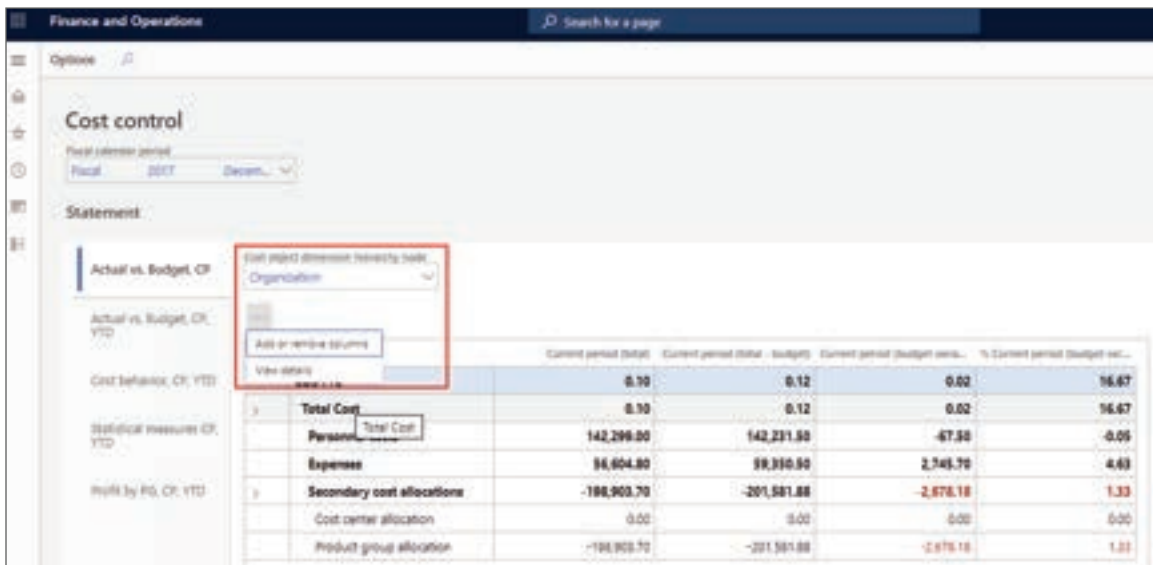 Finance and Operations
Search for a page
Options
Cost control
Fiscal calendar period
Fiscal 2017 Decem...
Statement
Actual vs. Budget, CP
Actual vs. Budget, CP, YTD
Cost behavior, CP, YTD
Statistical measures CP, YTD
Profit by PG, CP, YTD
Cost object dimension hierarchy node
Organization
Add or remove columns
View details
Current period (total) Current period (total - budget) Current period (budget varia... % Current period (budget var...
0.10 0.12 0.02 16.67
Total Cost 0.10 0.12 0.02 16.67
Total Cost
142,299.00 142,231.50 -67.50 -0.05
Expenses 56,604.80 59,350.50 2,745.70 4.63
Secondary cost allocations -198,903.70 -201,581.88 -2,678.18 1.33
Cost center allocation 0.00 0.00 0.00 0.00
Product group allocation -198,903.70 -201,581.88 -2,678.18 1.33